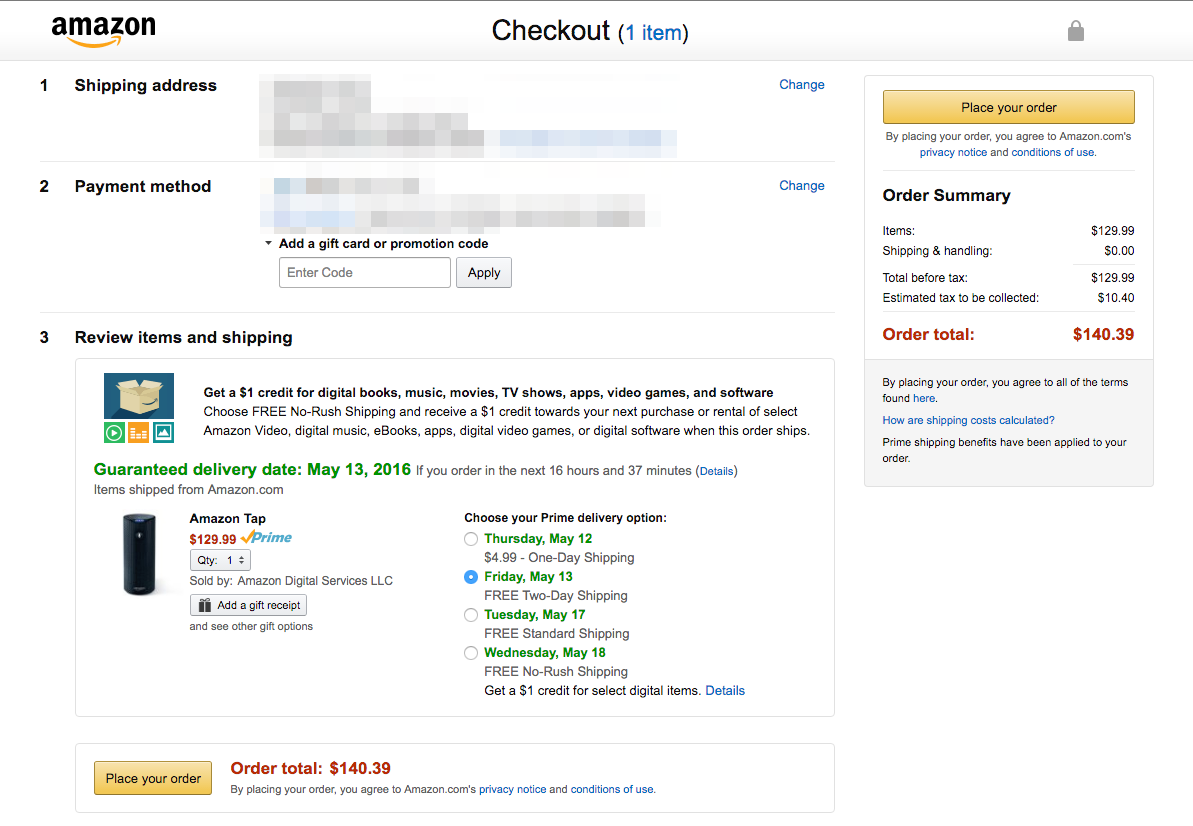 amazon
Checkout (1 item)
1 Shipping address
Change
2 Payment method
Change
Add a gift card or promotion code
Enter Code
Apply
3 Review items and shipping
Get a $1 credit for digital books, music, movies, TV shows, apps, video games, and software
Choose FREE No-Rush Shipping and receive a $1 credit towards your next purchase or rental of select
Amazon Video, digital music, eBooks, apps, digital video games, or digital software when this order ships.
Guaranteed delivery date: May 13, 2016 If you order in the next 16 hours and 37 minutes (Details)
Items shipped from Amazon.com
Amazon Tap
$129.99 Prime
Qty: 1
Sold by: Amazon Digital Services LLC
Add a gift receipt
and see other gift options
Choose your Prime delivery option:
Thursday, May 12
$4.99 - One-Day Shipping
Friday, May 13
FREE Two-Day Shipping
Tuesday, May 17
FREE Standard Shipping
Wednesday, May 18
FREE No-Rush Shipping
Get a $1 credit for select digital items. Details
Place your order
Order total: $140.39
By placing your order, you agree to Amazon.com's privacy notice and conditions of use.
Place your order
By placing your order, you agree to Amazon.com's
privacy notice and conditions of use.
Order Summary
Items: $129.99
Shipping & handling: $0.00
Total before tax: $129.99
Estimated tax to be collected: $10.40
Order total: $140.39
By placing your order, you agree to all of the terms
found here.
How are shipping costs calculated?
Prime shipping benefits have been applied to your
order.